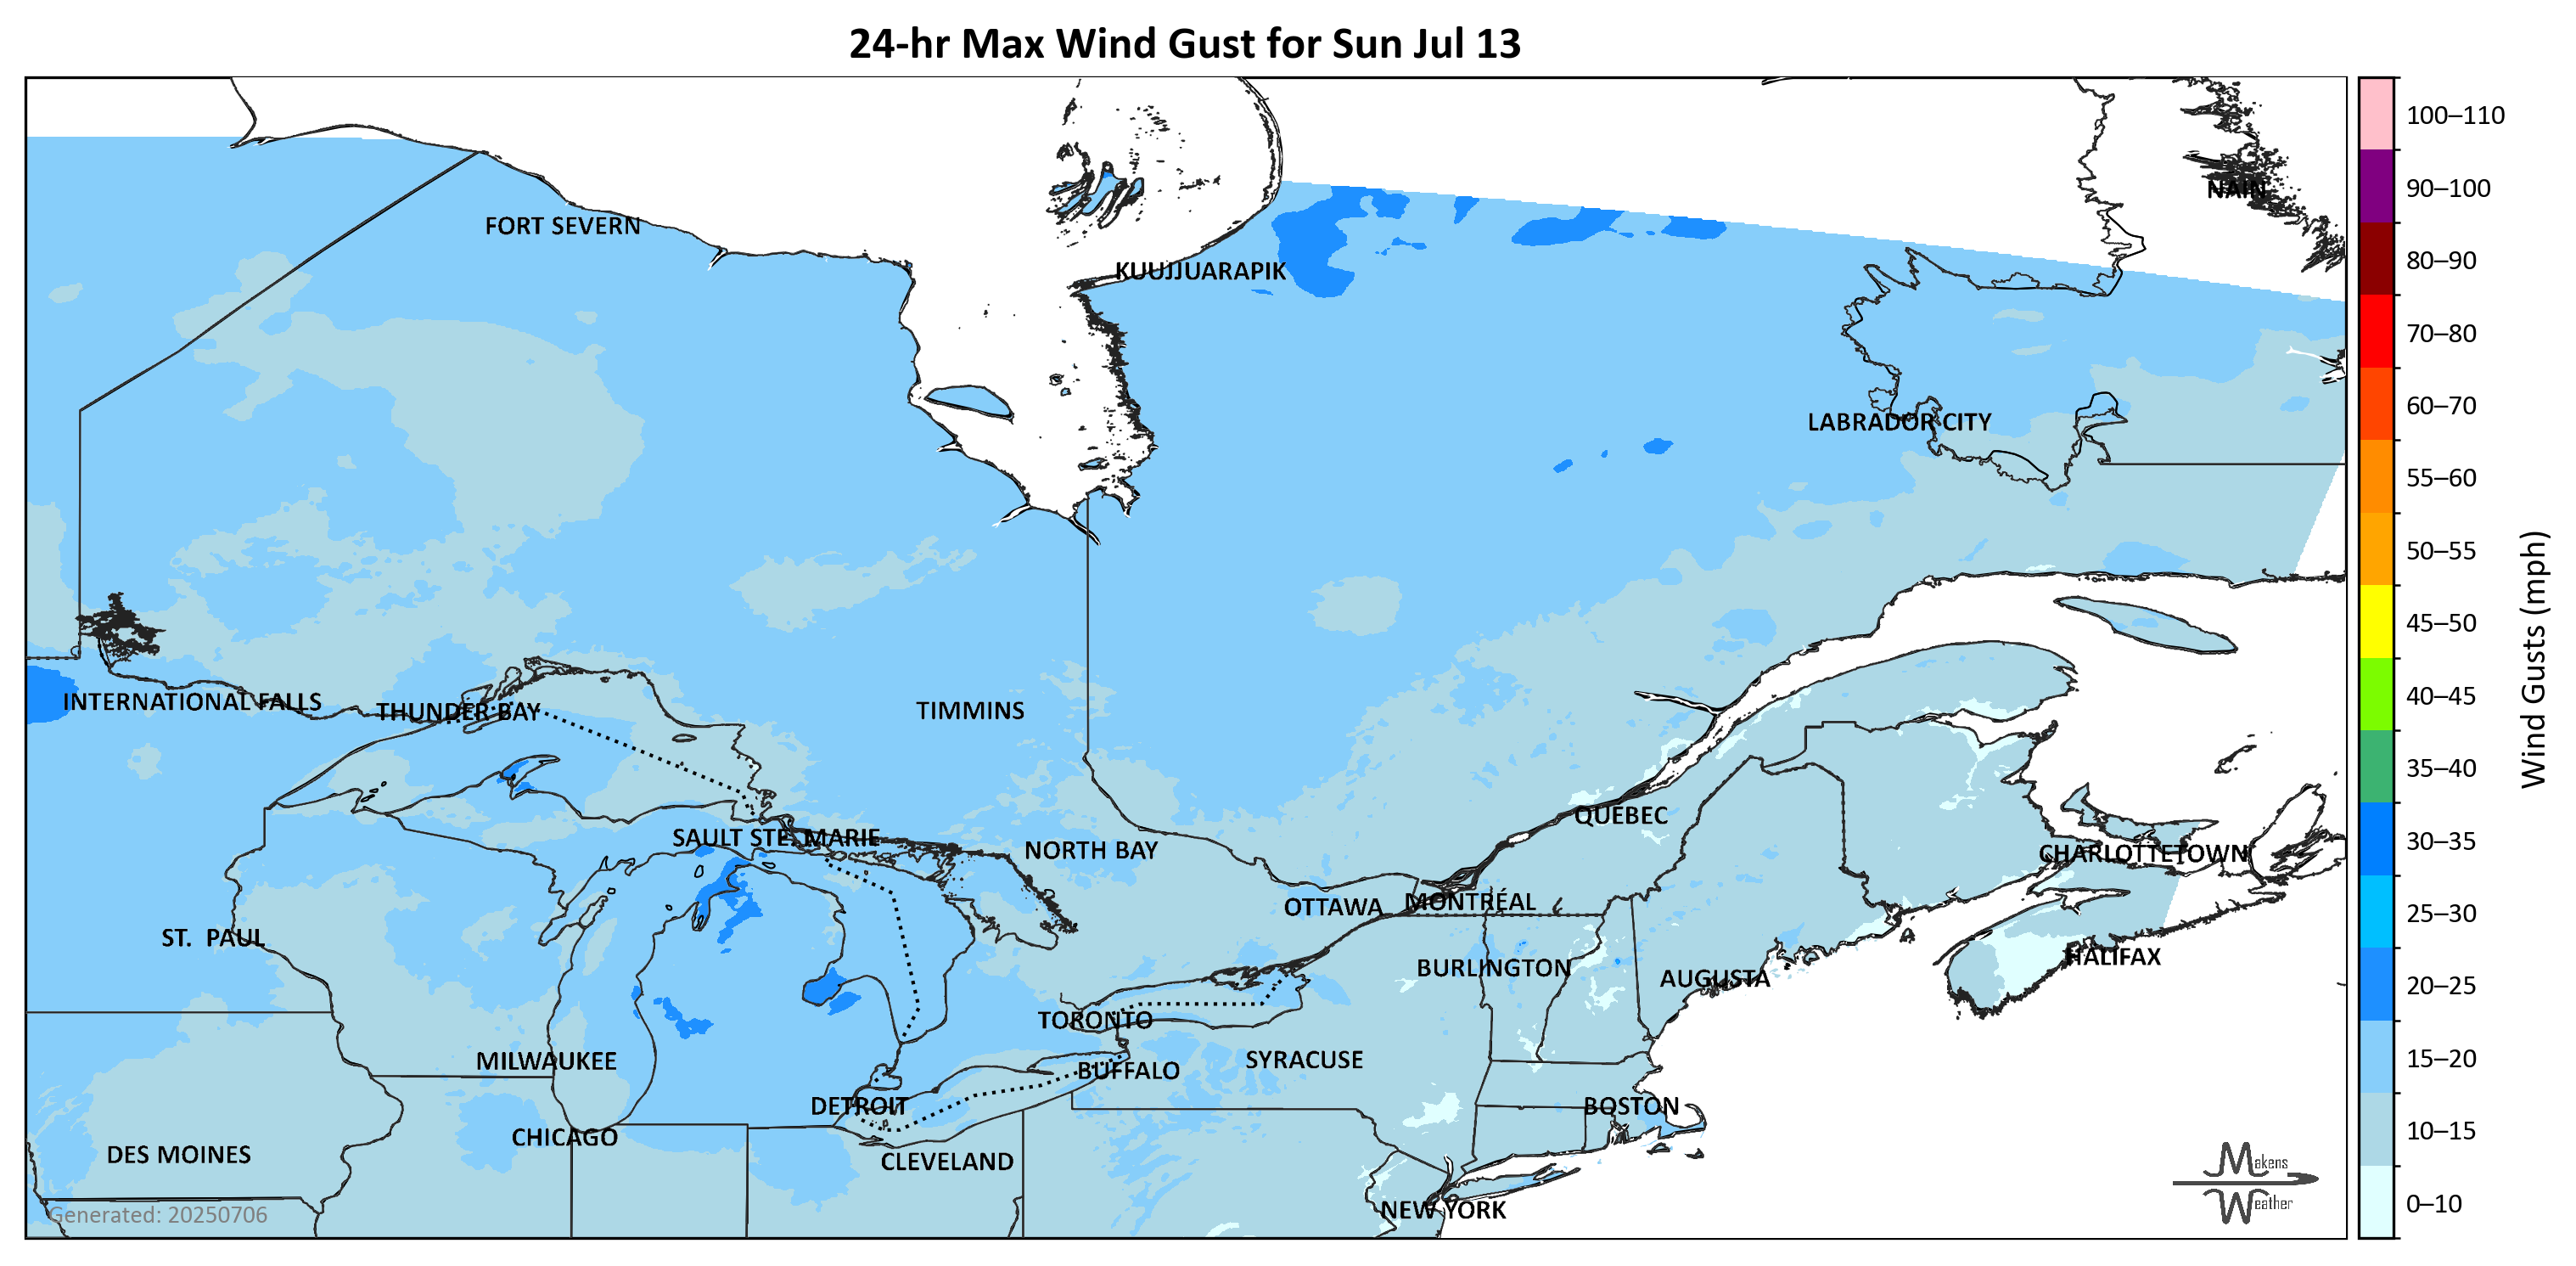 24-hr Max Wind Gust for Sun Jul 13
100–110
90–100
80–90
70–80
60–70
55–60
50–55
45–50
40–45
35–40
30–35
25–30
20–25
15–20
10–15
0–10
Wind Gusts (mph)
NAIN
FORT SEVERN
KUUJJUARAPIK
LABRADOR CITY
INTERNATIONAL FALLS
THUNDER BAY
TIMMINS
QUEBEC
SAULT STE. MARIE
NORTH BAY
CHARLOTTETOWN
OTTAWA
MONTRÉAL
ST. PAUL
HALIFAX
BURLINGTON
AUGUSTA
TORONTO
MILWAUKEE
SYRACUSE
BUFFALO
DETROIT
BOSTON
CHICAGO
DES MOINES
CLEVELAND
NEW YORK
Generated: 20250706
Makens
Weather